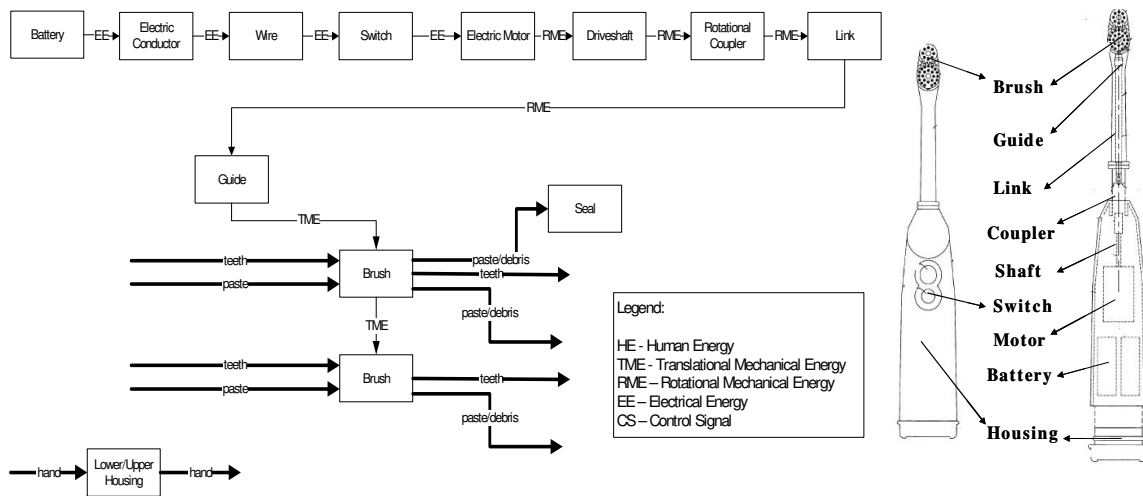 Battery
EE
Electric
Conductor
EE
Wire
EE
Switch
EE
Electric Motor
RME
Driveshaft
RME
Rotational
Coupler
RME
Link
RME
Guide
TME
Seal
teeth
paste
Brush
paste/debris
teeth
paste/debris
TME
teeth
paste
Brush
teeth
paste/debris
hand
Lower/Upper
Housing
hand
Legend:
HE - Human Energy
TME - Translational Mechanical Energy
RME – Rotational Mechanical Energy
EE – Electrical Energy
CS – Control Signal
Brush
Guide
Link
Coupler
Shaft
Switch
Motor
Battery
Housing